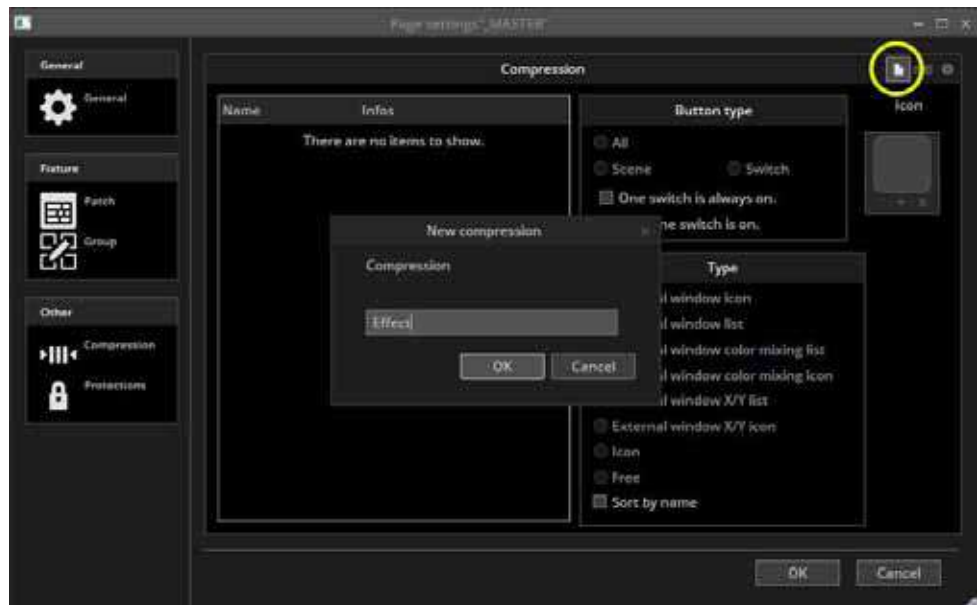 Page settings "_MASTER"
General
General
Fixture
Patch
Group
Other
Compression
Protections
Compression
Name Infos
There are no items to show.
Button type
All
Scene Switch
One switch is always on.
ne switch is on.
Icon
New compression
Compression
Effect
OK Cancel
Type
l window icon
l window list
l window color mixing list
l window color mixing icon
l window X/Y list
External window X/Y icon
Icon
Free
Sort by name
OK Cancel